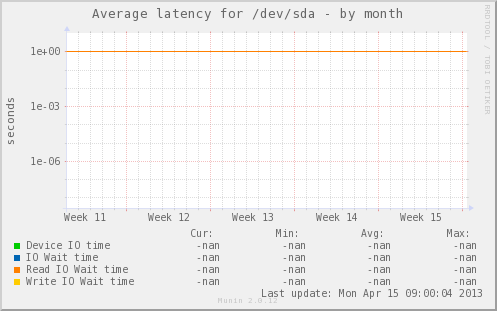 Average latency for /dev/sda - by month
RRDTOOL / TOBI OETIKER
seconds
1e+00
1e-03
1e-06
Week 11 Week 12 Week 13 Week 14 Week 15
Cur: Min: Avg: Max:
Device IO time -nan -nan -nan -nan
IO Wait time -nan -nan -nan -nan
Read IO Wait time -nan -nan -nan -nan
Write IO Wait time -nan -nan -nan -nan
Last update: Mon Apr 15 09:00:04 2013
Munin 2.0.12